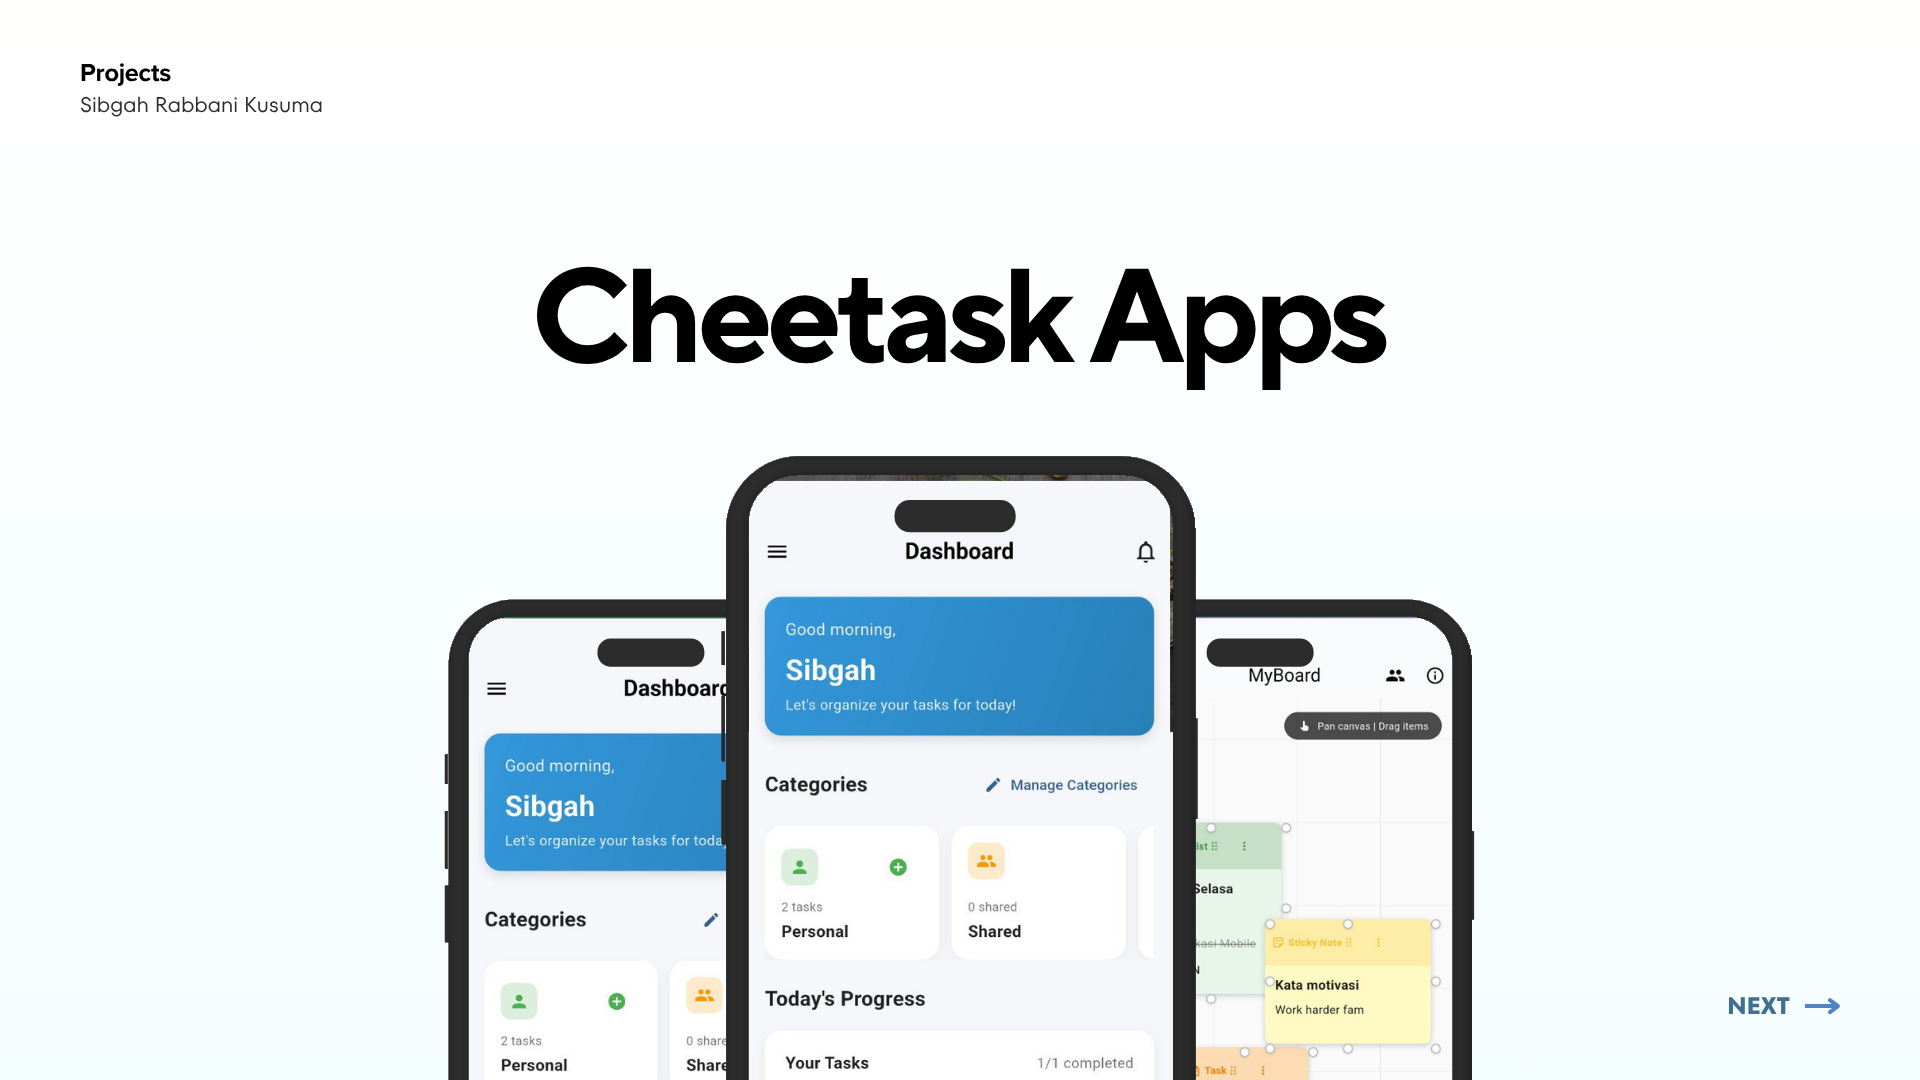 Projects
Sibgah Rabbani Kusuma
Cheetask Apps
Dashboard
Good morning,
Sibgah
Let's organize your tasks for today!
Categories
Manage Categories
2 tasks
Personal
0 shared
Shared
Today's Progress
Your Tasks
1/1 completed
Dashboard
Good morning,
Sibgah
Let's organize your tasks for today
Categories
2 tasks
Personal
0 share
Share
MyBoard
Pan canvas | Drag items
ist
Selasa
kasi Mobile
N
Sticky Note
Kata motivasi
Work harder fam
Task
NEXT